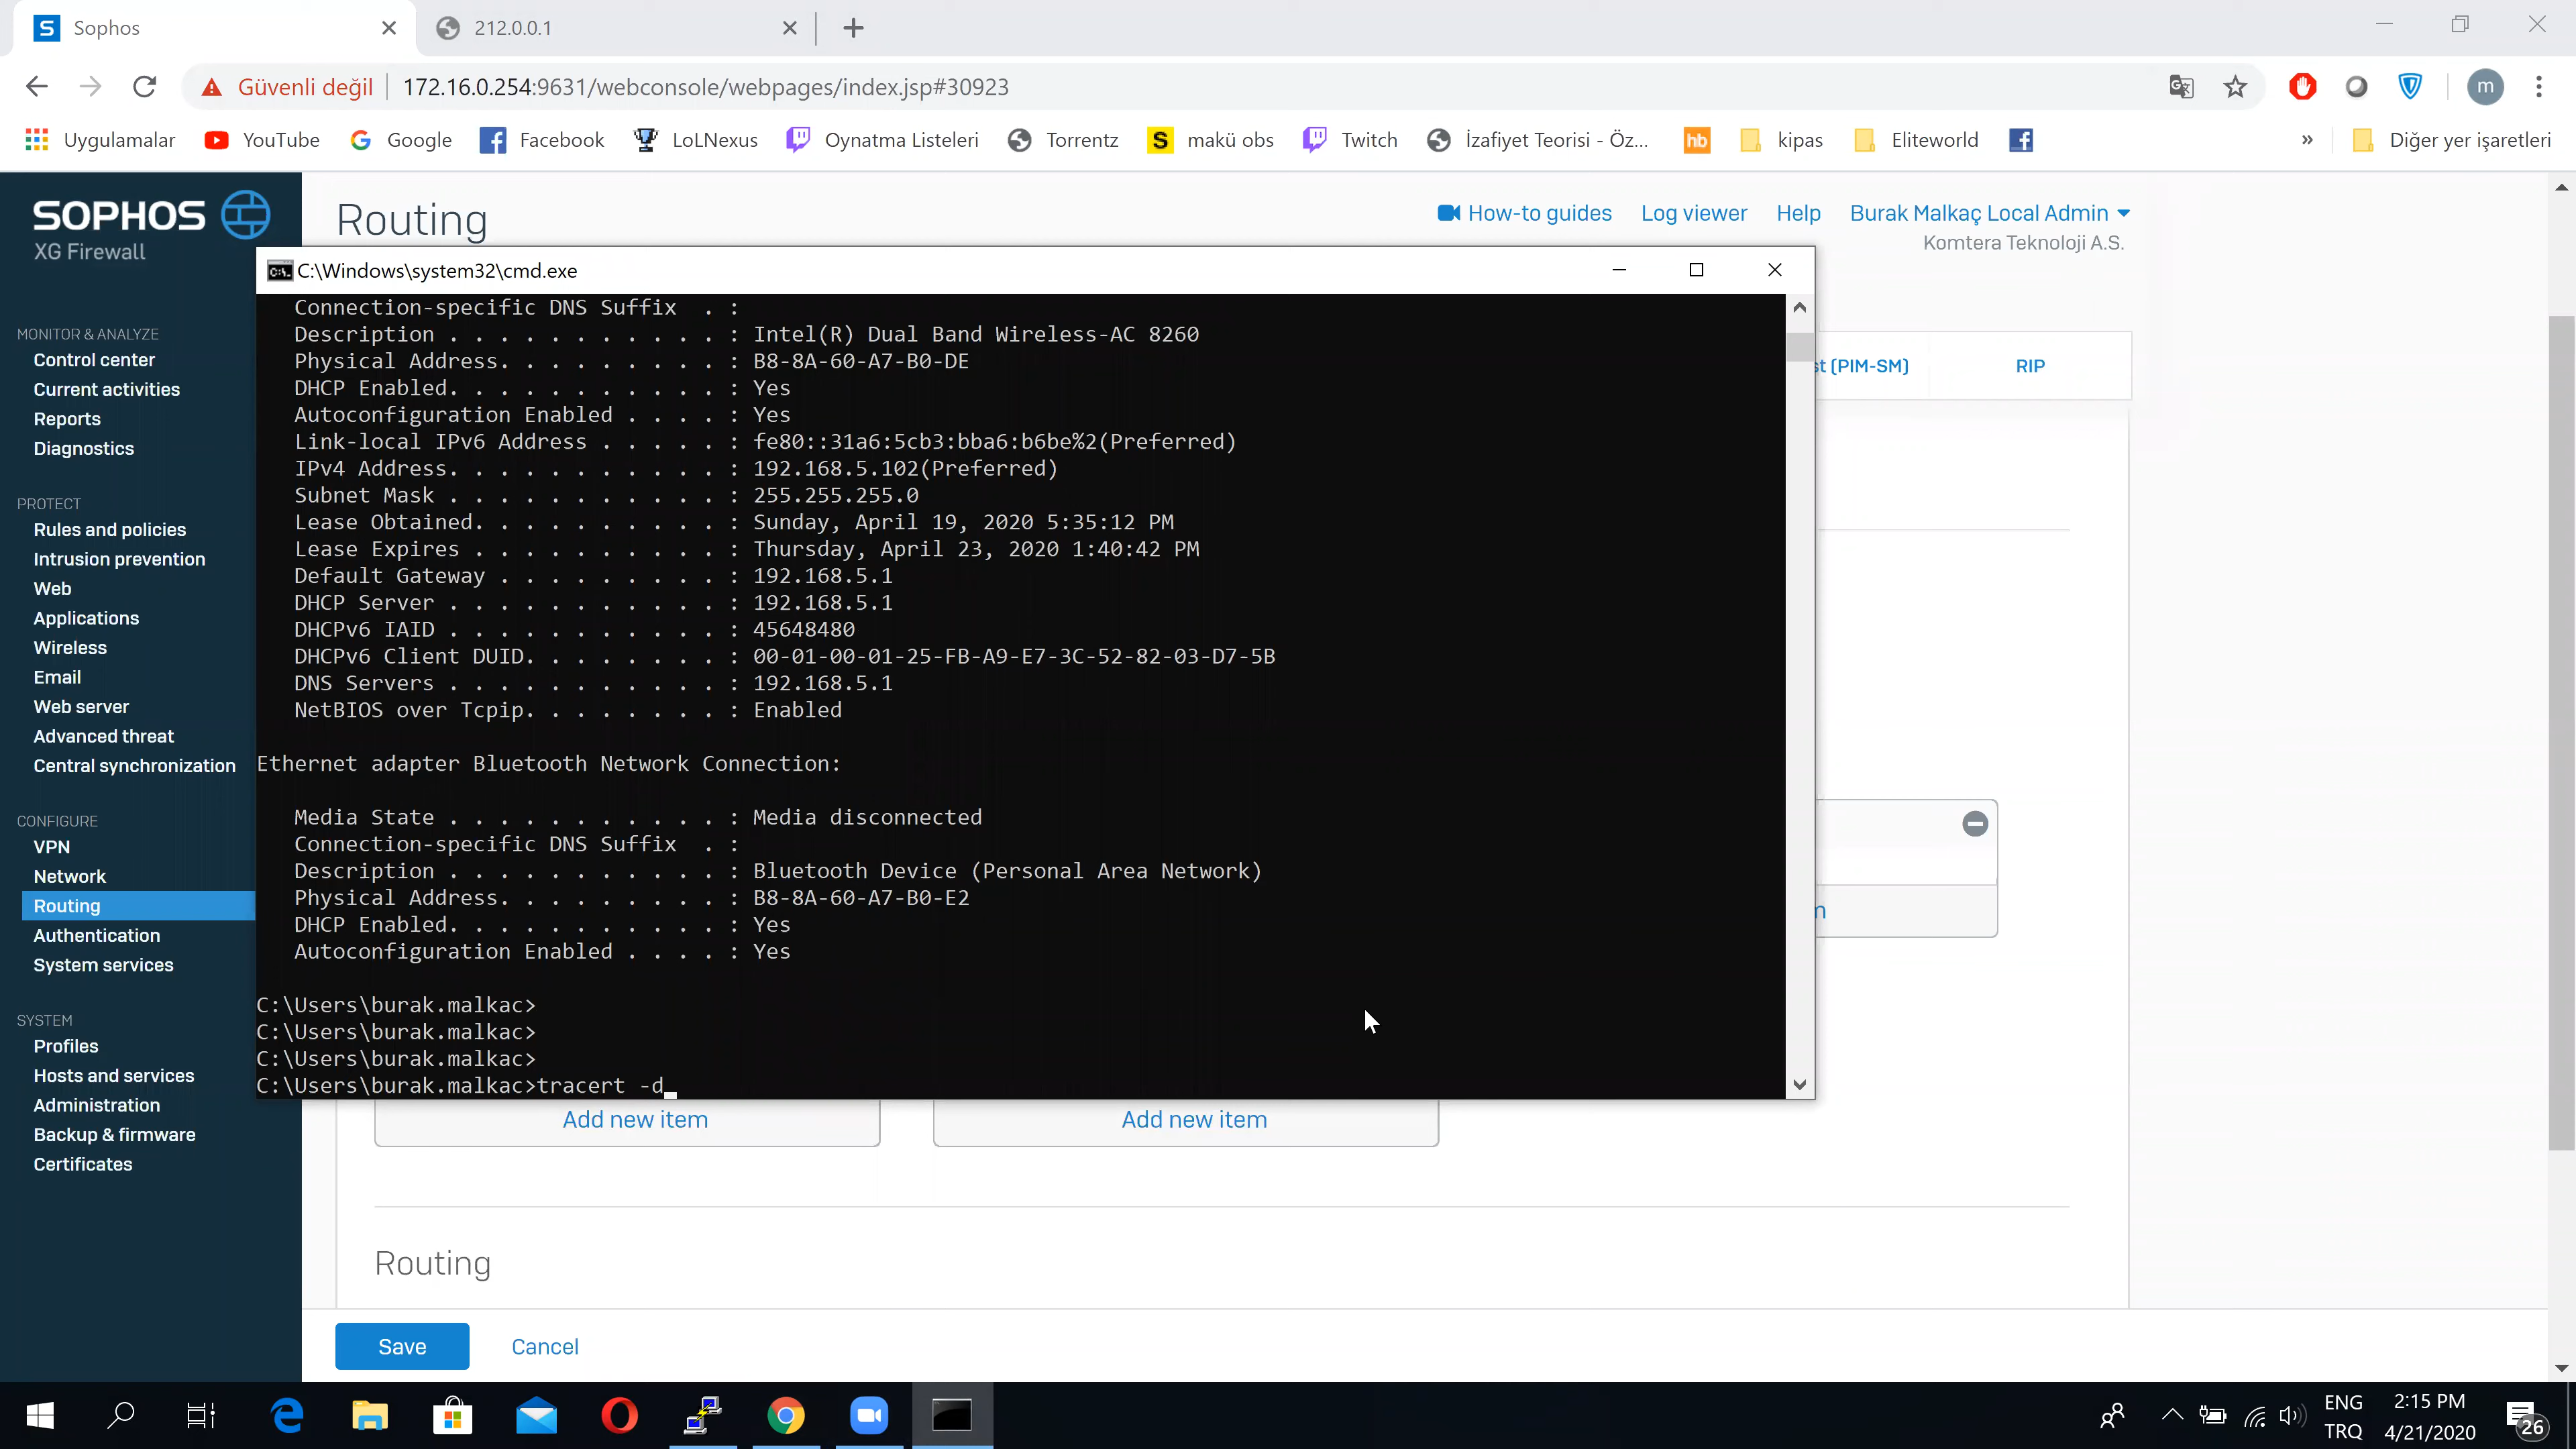 Sophos
212.0.0.1
Güvenli değil
172.16.0.254:9631/webconsole/webpages/index.jsp#30923
m
Uygulamalar
YouTube
Google
Facebook
LoLNexus
Oynatma Listeleri
Torrentz
S makü obs
Twitch
İzafiyet Teorisi - Öz...
hb
kipas
Eliteworld
»
Diğer yer işaretleri
SOPHOS
XG Firewall
Routing
How-to guides
Log viewer
Help
Burak Malkaç Local Admin
Komtera Teknoloji A.S.
MONITOR & ANALYZE
Control center
Current activities
Reports
Diagnostics
PROTECT
Rules and policies
Intrusion prevention
Web
Applications
Wireless
Email
Web server
Advanced threat
Central synchronization
CONFIGURE
VPN
Network
Routing
Authentication
System services
SYSTEM
Profiles
Hosts and services
Administration
Backup & firmware
Certificates
C:\Windows\system32\cmd.exe
Connection-specific DNS Suffix  . :
Description . . . . . . . . . . . : Intel(R) Dual Band Wireless-AC 8260
Physical Address. . . . . . . . . : B8-8A-60-A7-B0-DE
DHCP Enabled. . . . . . . . . . . : Yes
Autoconfiguration Enabled . . . . : Yes
Link-local IPv6 Address . . . . . : fe80::31a6:5cb3:bba6:b6be%2(Preferred)
IPv4 Address. . . . . . . . . . . : 192.168.5.102(Preferred)
Subnet Mask . . . . . . . . . . . : 255.255.255.0
Lease Obtained. . . . . . . . . . : Sunday, April 19, 2020 5:35:12 PM
Lease Expires . . . . . . . . . . : Thursday, April 23, 2020 1:40:42 PM
Default Gateway . . . . . . . . . : 192.168.5.1
DHCP Server . . . . . . . . . . . : 192.168.5.1
DHCPv6 IAID . . . . . . . . . . . : 45648480
DHCPv6 Client DUID. . . . . . . . : 00-01-00-01-25-FB-A9-E7-3C-52-82-03-D7-5B
DNS Servers . . . . . . . . . . . : 192.168.5.1
NetBIOS over Tcpip. . . . . . . . : Enabled
Ethernet adapter Bluetooth Network Connection:
Media State . . . . . . . . . . . : Media disconnected
Connection-specific DNS Suffix  . :
Description . . . . . . . . . . . : Bluetooth Device (Personal Area Network)
Physical Address. . . . . . . . . : B8-8A-60-A7-B0-E2
DHCP Enabled. . . . . . . . . . . : Yes
Autoconfiguration Enabled . . . . : Yes
C:\Users\burak.malkac>
C:\Users\burak.malkac>
C:\Users\burak.malkac>
C:\Users\burak.malkac>tracert -d
st (PIM-SM)
RIP
Add new item
Add new item
Routing
Save
Cancel
ENG
TRQ
2:15 PM
4/21/2020
26